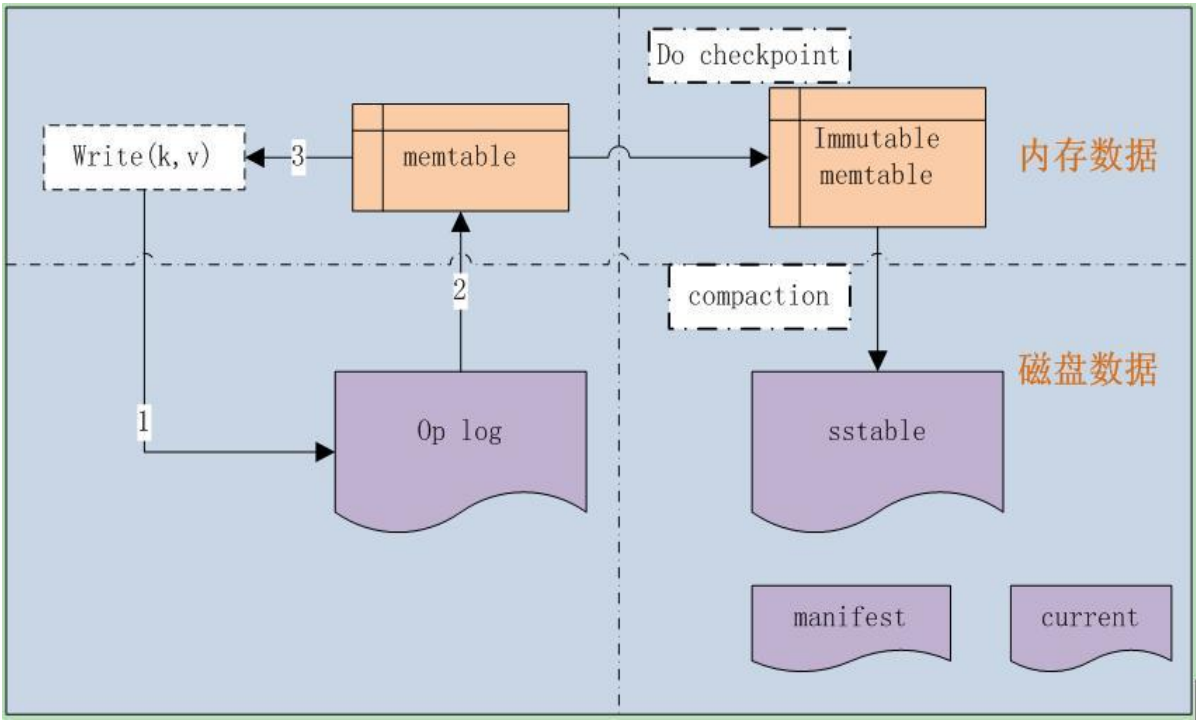 Do checkpoint
Write(k,v)
3
memtable
Immutable
memtable
内存数据
2
compaction
磁盘数据
1
Op log
sstable
manifest
current